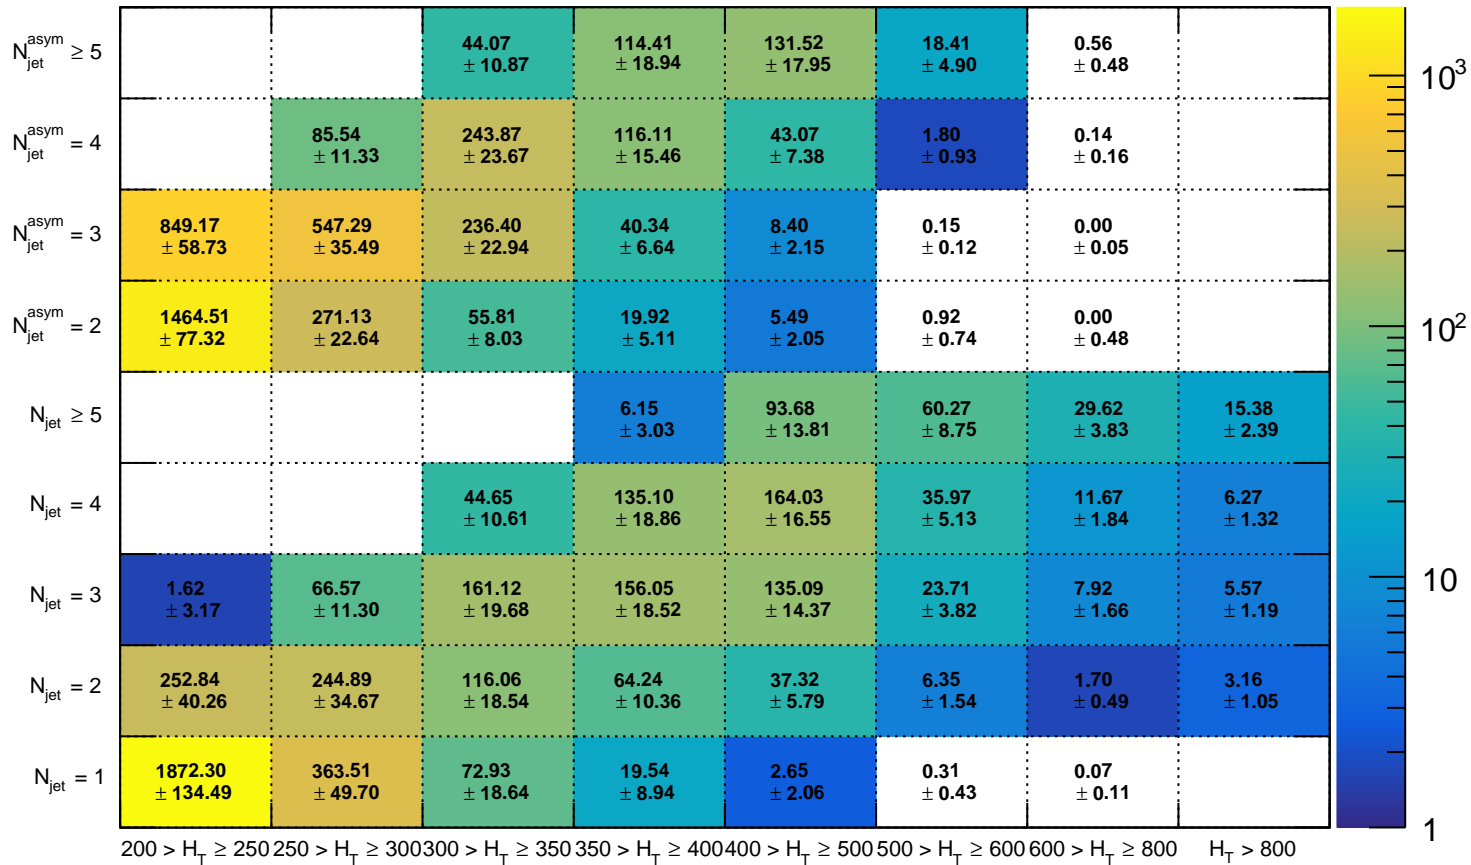 N_jet^asym ≥ 5
44.07 114.41 131.52 18.41 0.56
± 10.87 ± 18.94 ± 17.95 ± 4.90 ± 0.48
N_jet^asym = 4
85.54 243.87 116.11 43.07 1.80 0.14
± 11.33 ± 23.67 ± 15.46 ± 7.38 ± 0.93 ± 0.16
N_jet^asym = 3
849.17 547.29 236.40 40.34 8.40 0.15 0.00
± 58.73 ± 35.49 ± 22.94 ± 6.64 ± 2.15 ± 0.12 ± 0.05
N_jet^asym = 2
1464.51 271.13 55.81 19.92 5.49 0.92 0.00
± 77.32 ± 22.64 ± 8.03 ± 5.11 ± 2.05 ± 0.74 ± 0.48
N_jet ≥ 5
6.15 93.68 60.27 29.62 15.38
± 3.03 ± 13.81 ± 8.75 ± 3.83 ± 2.39
N_jet = 4
44.65 135.10 164.03 35.97 11.67 6.27
± 10.61 ± 18.86 ± 16.55 ± 5.13 ± 1.84 ± 1.32
N_jet = 3
1.62 66.57 161.12 156.05 135.09 23.71 7.92 5.57
± 3.17 ± 11.30 ± 19.68 ± 18.52 ± 14.37 ± 3.82 ± 1.66 ± 1.19
N_jet = 2
252.84 244.89 116.06 64.24 37.32 6.35 1.70 3.16
± 40.26 ± 34.67 ± 18.54 ± 10.36 ± 5.79 ± 1.54 ± 0.49 ± 1.05
N_jet = 1
1872.30 363.51 72.93 19.54 2.65 0.31 0.07
± 134.49 ± 49.70 ± 18.64 ± 8.94 ± 2.06 ± 0.43 ± 0.11
200 > H_T ≥ 250 250 > H_T ≥ 300 300 > H_T ≥ 350 350 > H_T ≥ 400 400 > H_T ≥ 500 500 > H_T ≥ 600 600 > H_T ≥ 800 H_T > 800
10^3
10^2
10
1